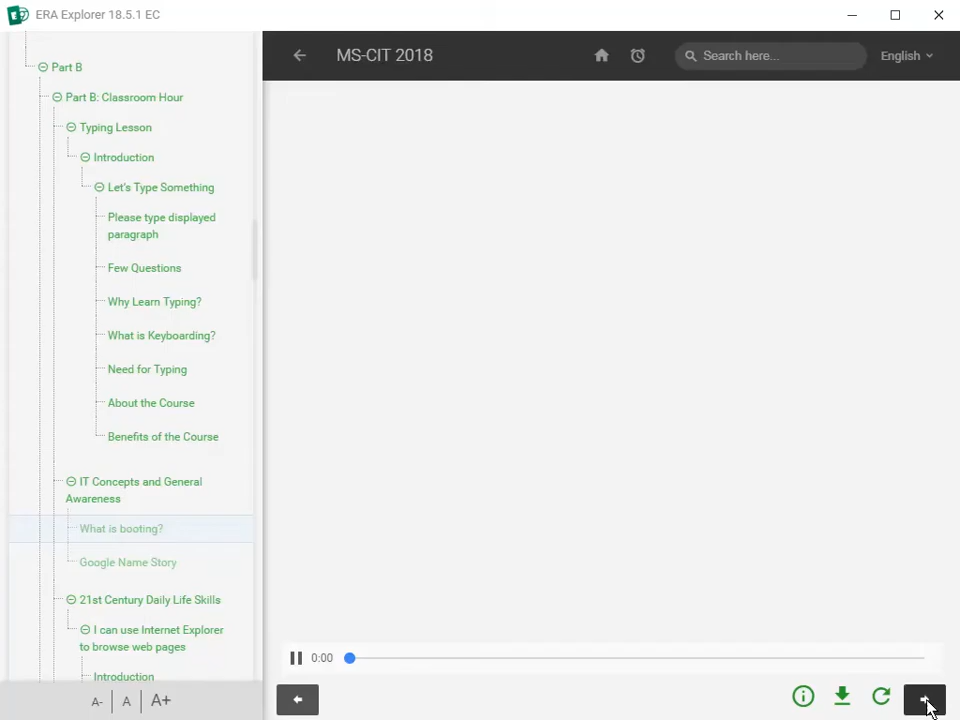 ERA Explorer 18.5.1 EC
MS-CIT 2018
Search here...
English
Part B
Part B: Classroom Hour
Typing Lesson
Introduction
Let's Type Something
Please type displayed
paragraph
Few Questions
Why Learn Typing?
What is Keyboarding?
Need for Typing
About the Course
Benefits of the Course
IT Concepts and General
Awareness
What is booting?
Google Name Story
21st Century Daily Life Skills
I can use Internet Explorer
to browse web pages
Introduction
0:00
A- A A+